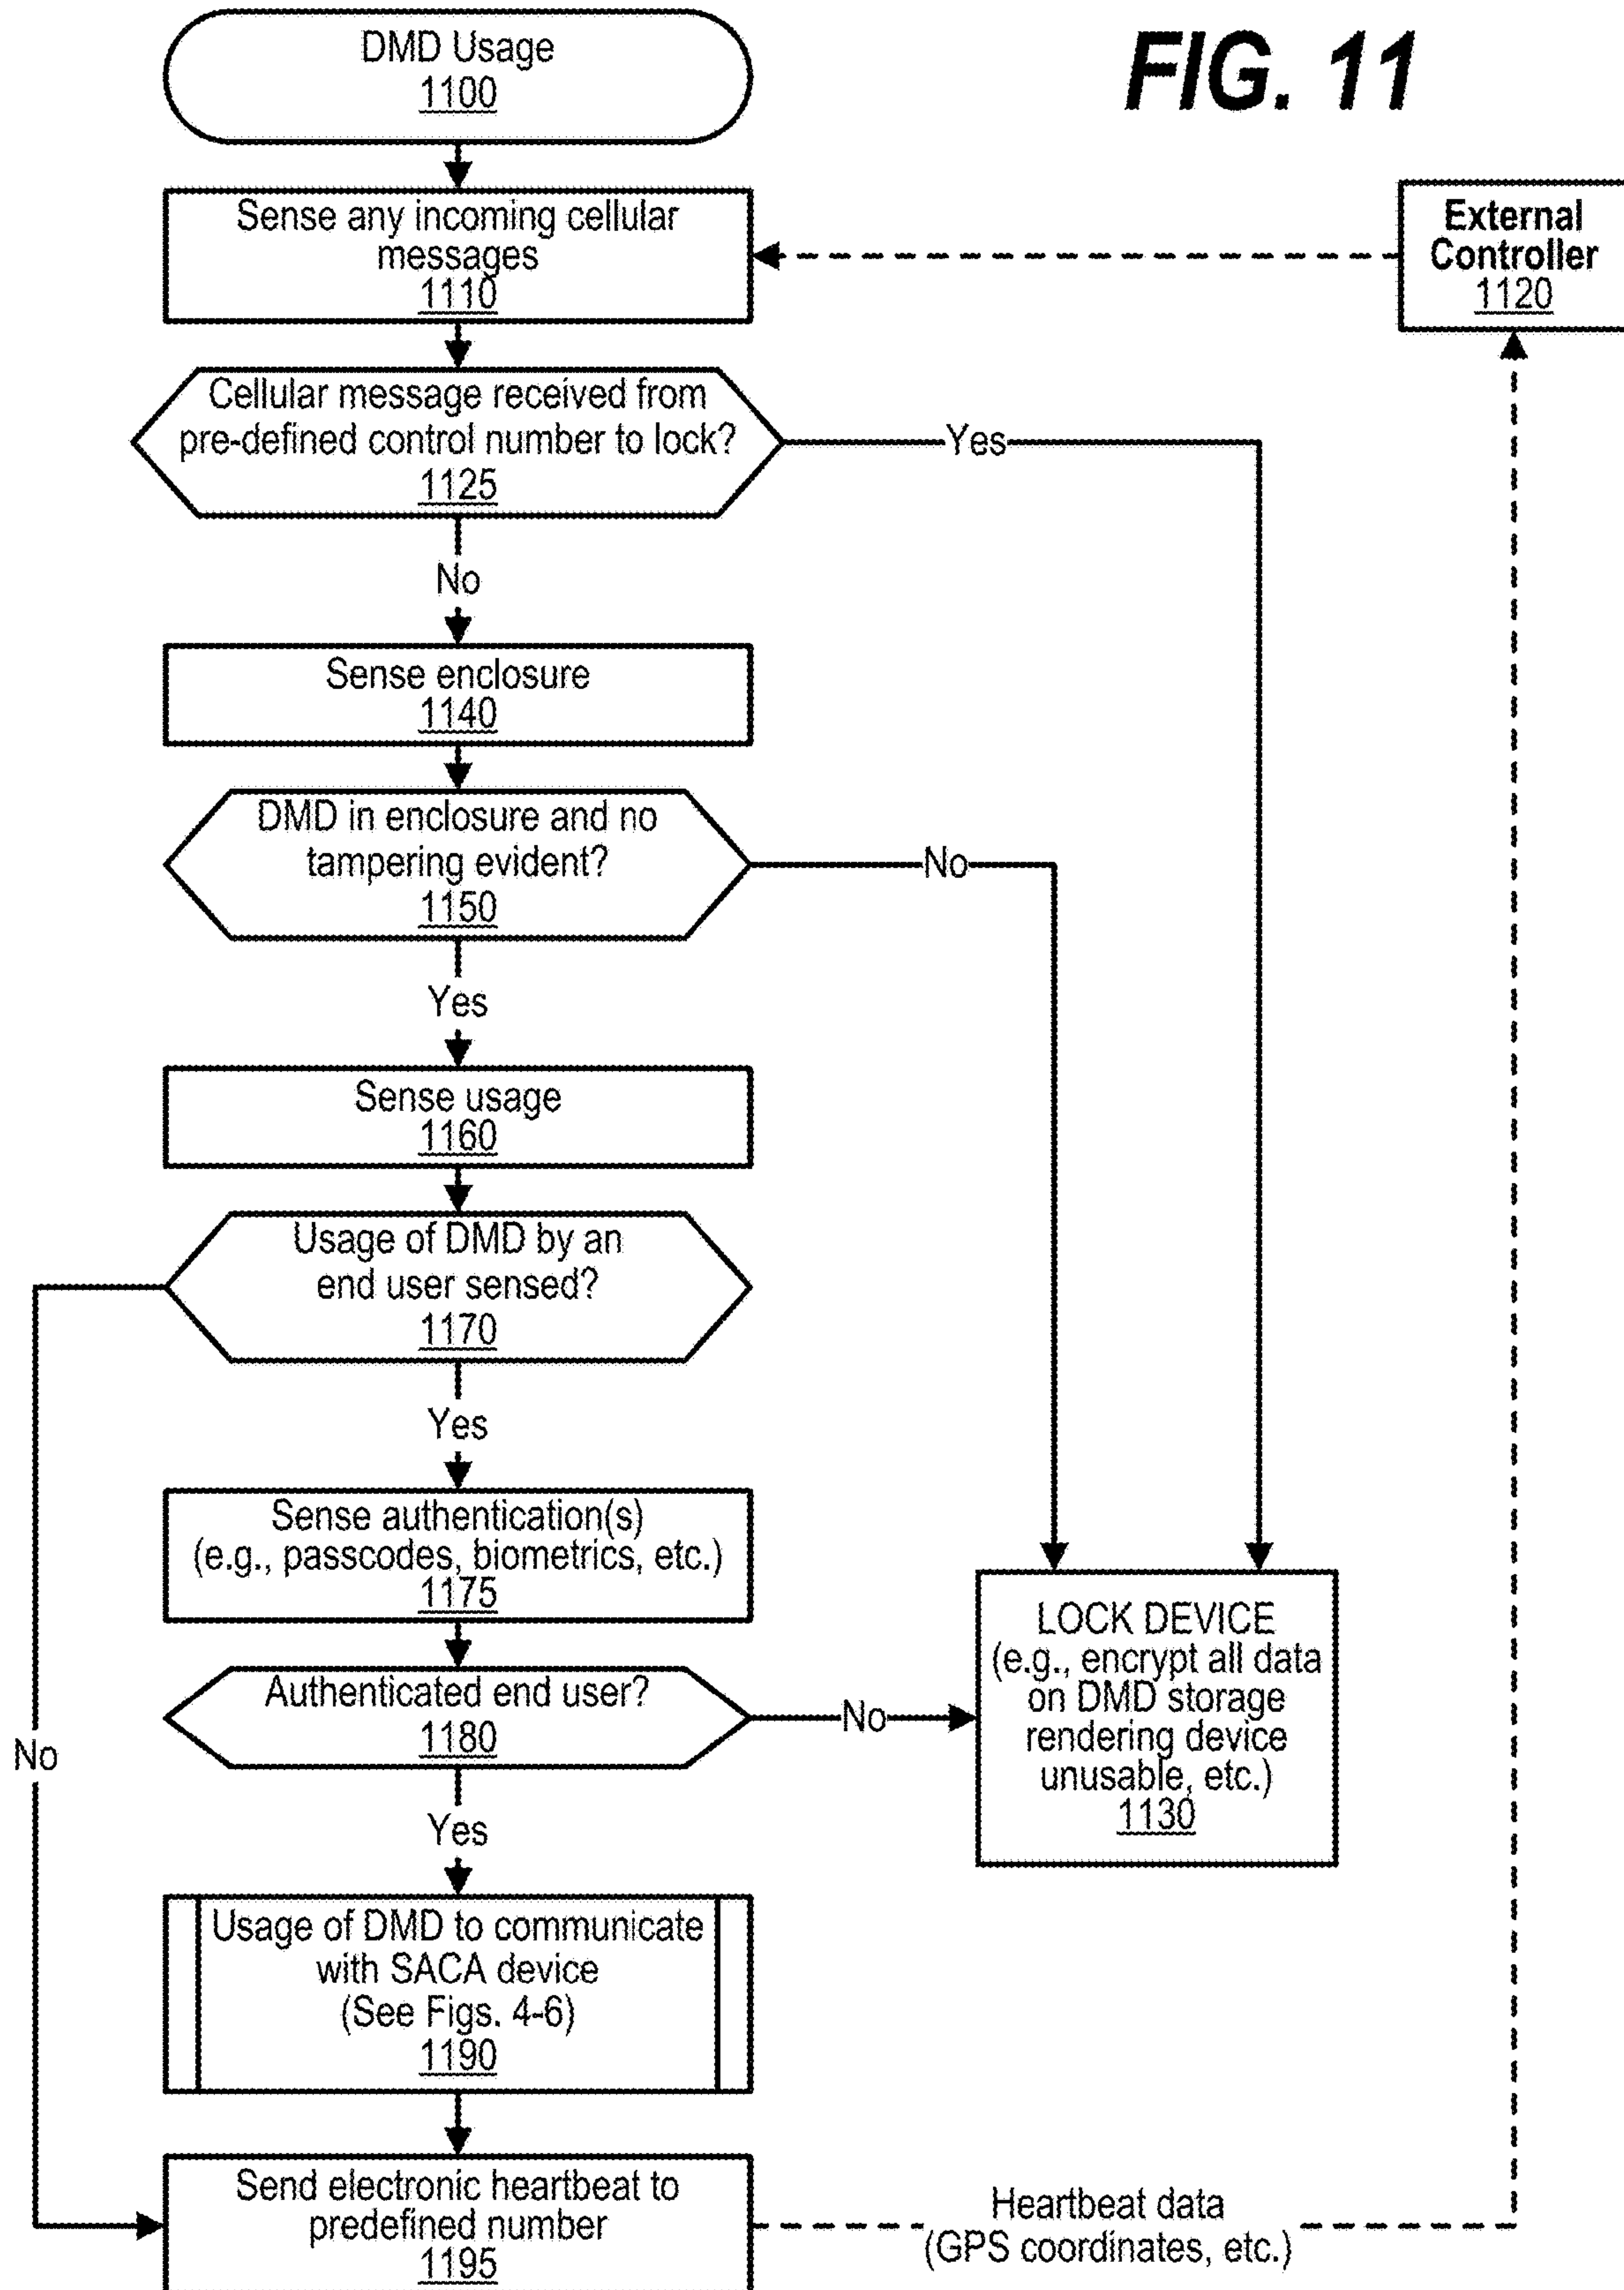 FIG. 11
DMD Usage
1100
Sense any incoming cellular
messages
1110
External
Controller
1120
Cellular message received from
pre-defined control number to lock?
1125
Yes
No
Sense enclosure
1140
DMD in enclosure and no
tampering evident?
1150
No
Yes
Sense usage
1160
Usage of DMD by an
end user sensed?
1170
Yes
Sense authentication(s)
(e.g., passcodes, biometrics, etc.)
1175
LOCK DEVICE
(e.g., encrypt all data
on DMD storage
rendering device
unusable, etc.)
1130
Authenticated end user?
1180
No
No
Yes
Usage of DMD to communicate
with SACA device
(See Figs. 4-6)
1190
Send electronic heartbeat to
predefined number
1195
Heartbeat data
(GPS coordinates, etc.)